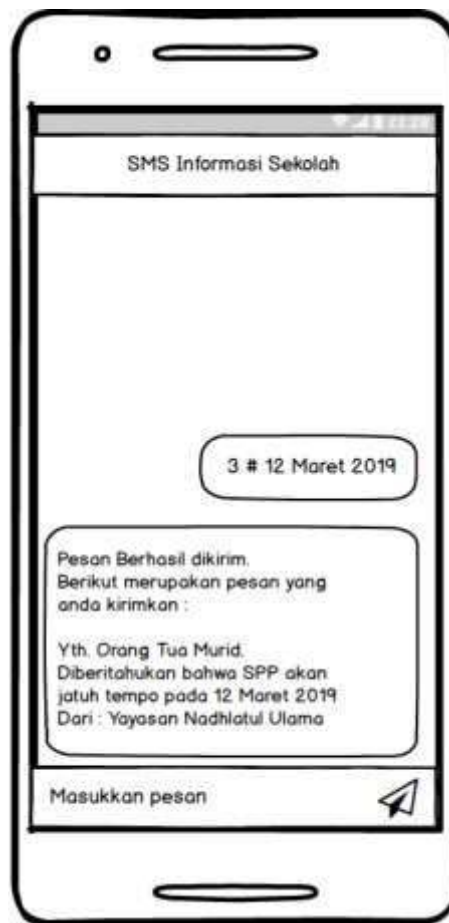 SMS Informasi Sekolah
3 # 12 Maret 2019
Pesan Berhasil dikirim.
Berikut merupakan pesan yang
anda kirimkan :
Yth. Orang Tua Murid.
Diberitahukan bahwa SPP akan
jatuh tempo pada 12 Maret 2019
Dari : Yayasan Nadhlatul Ulama
Masukkan pesan